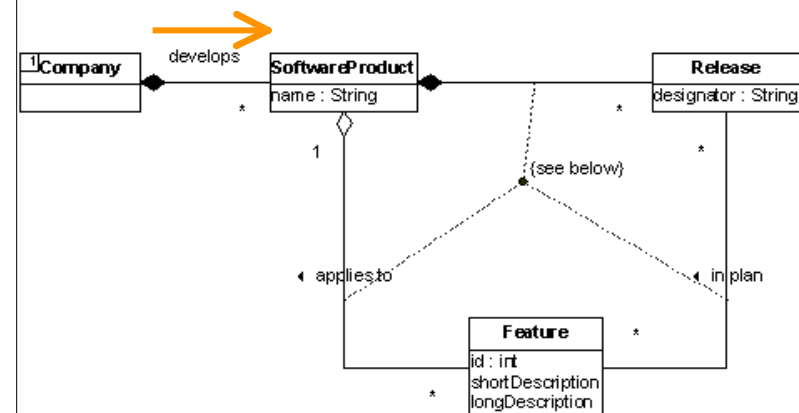 develops
1
Company
SoftwareProduct
Release
name : String
designator : String
*
*
1
*
{see below}
applies to
in plan
Feature
*
id : int
shortDescription
longDescription
*